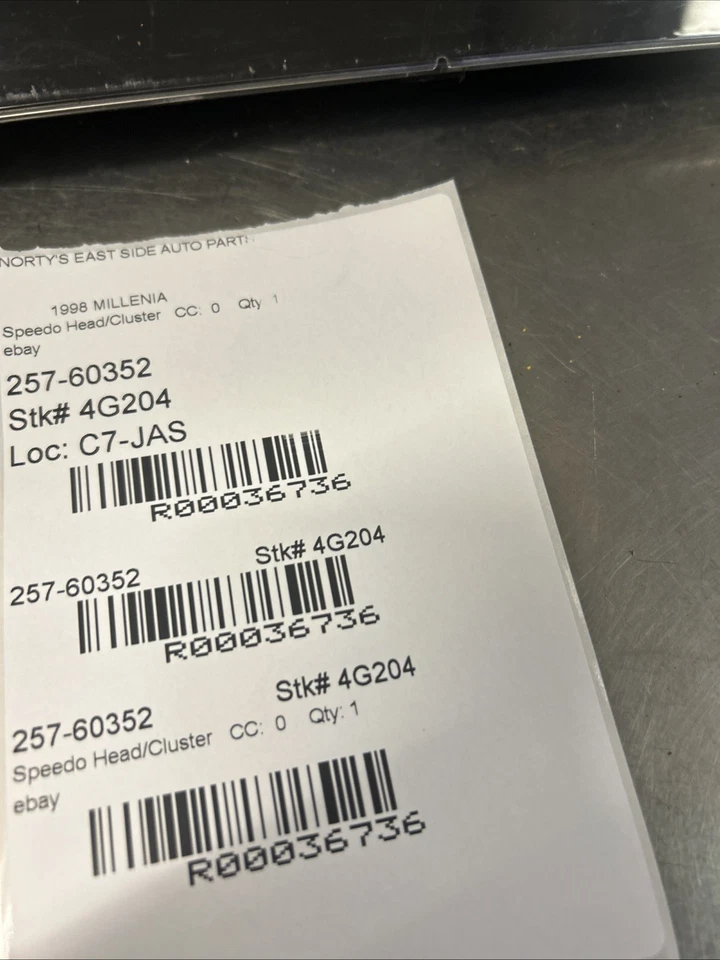 NORTY'S EAST SIDE AUTO PART
1998 MILLENIA
Speedo Head/Cluster CC: 0 Qty 1
ebay
257-60352
Stk# 4G204
Loc: C7-JAS
R00036736
257-60352 Stk# 4G204
R00036736
257-60352 Stk# 4G204
Speedo Head/Cluster CC: 0 Qty: 1
ebay
R00036736